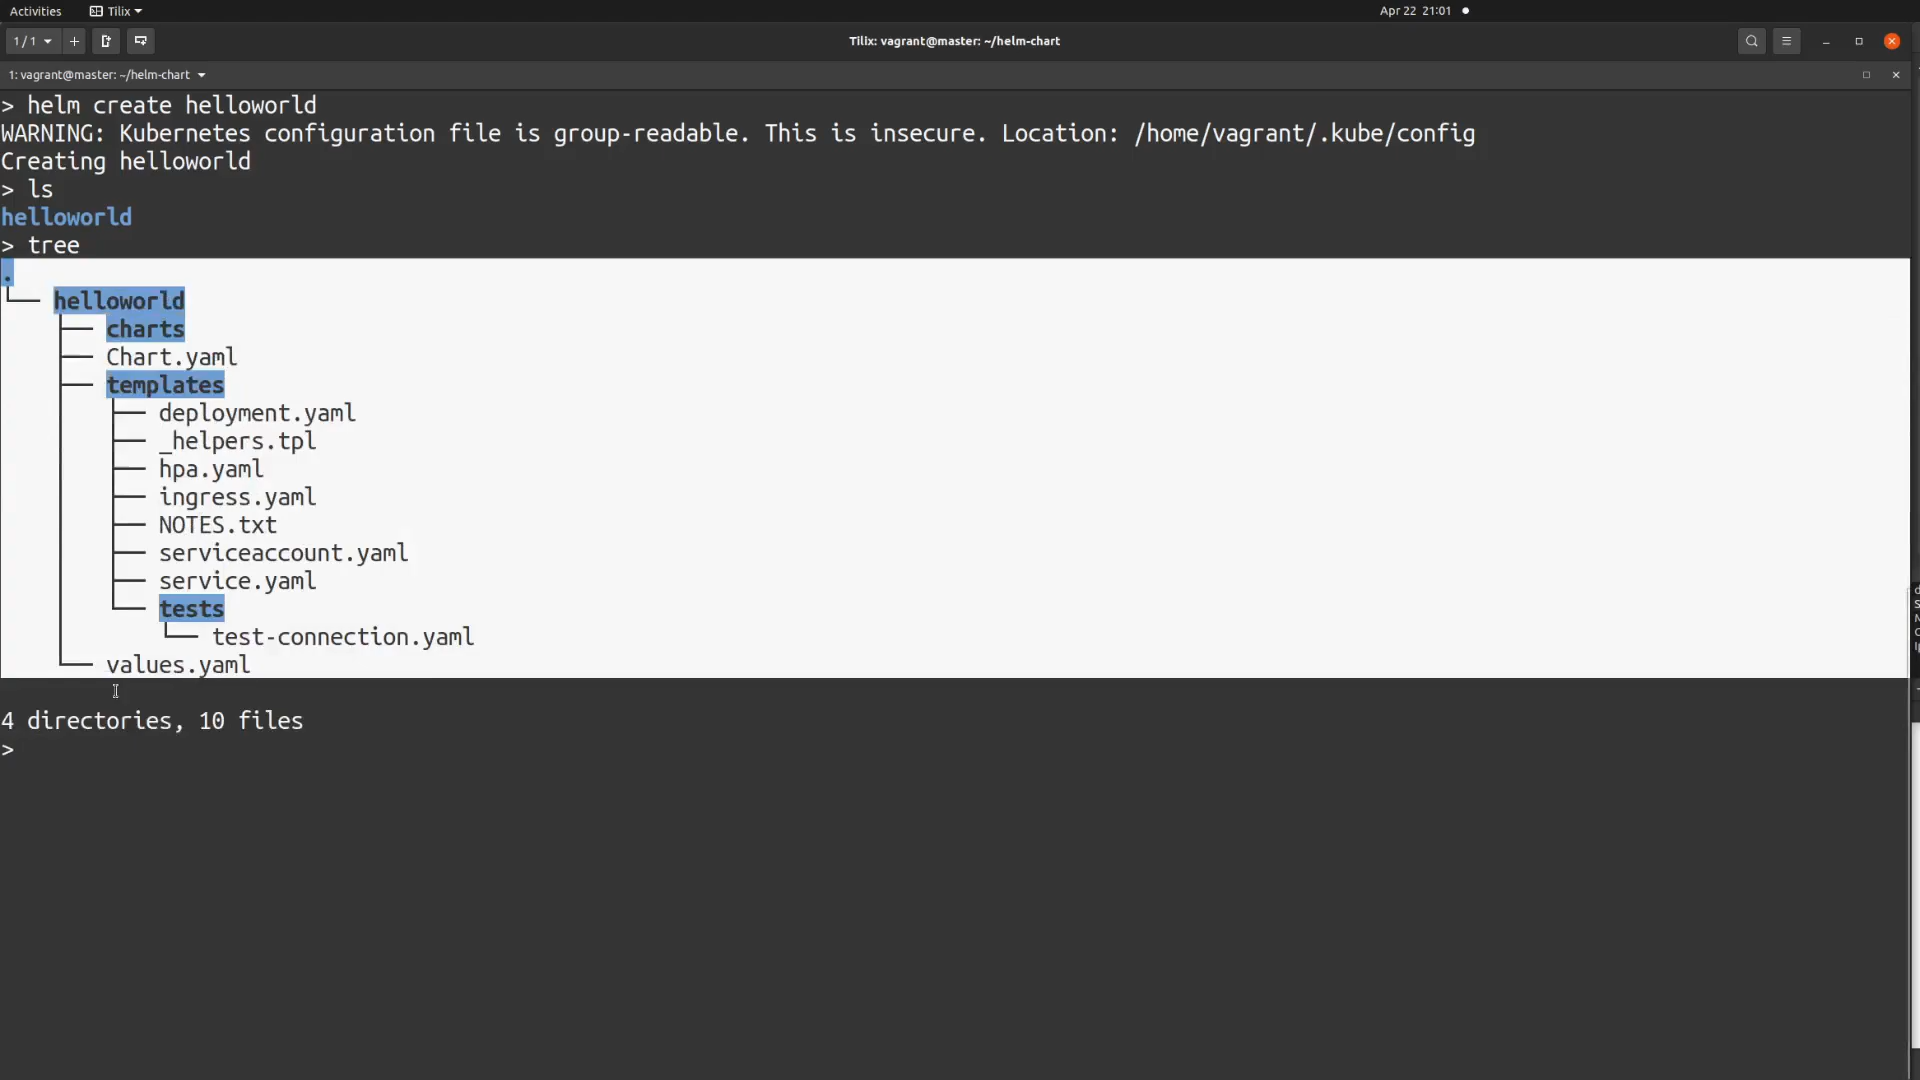 Activities Tilix Apr 22 21:01
1 / 1 Tilix: vagrant@master: ~/helm-chart
1: vagrant@master: ~/helm-chart
> helm create helloworld
WARNING: Kubernetes configuration file is group-readable. This is insecure. Location: /home/vagrant/.kube/config
Creating helloworld
> ls
helloworld
> tree
.
└── helloworld
    ├── charts
    ├── Chart.yaml
    ├── templates
    │   ├── deployment.yaml
    │   ├── _helpers.tpl
    │   ├── hpa.yaml
    │   ├── ingress.yaml
    │   ├── NOTES.txt
    │   ├── serviceaccount.yaml
    │   ├── service.yaml
    │   └── tests
    │       └── test-connection.yaml
    └── values.yaml
4 directories, 10 files
>